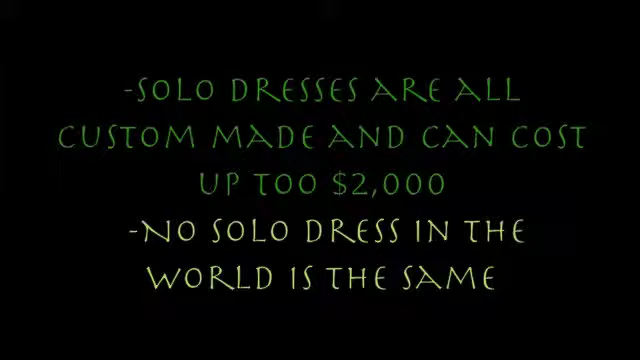 -Solo dresses are all
custom made and can cost
up too $2,000
-No solo dress in the
world is the same